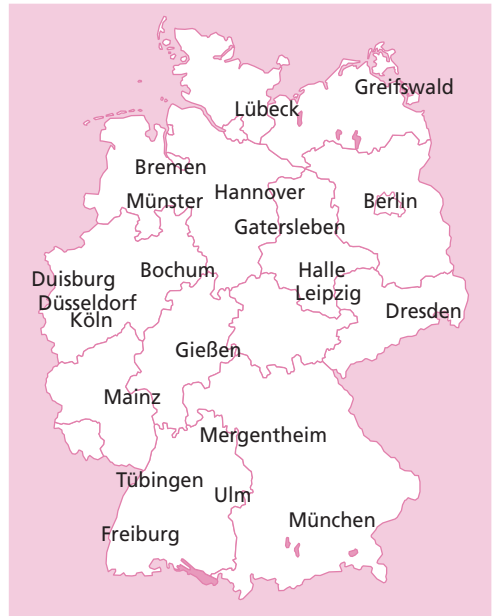 Greifswald
Lübeck
Bremen
Hannover
Münster
Berlin
Gatersleben
Bochum
Halle
Duisburg
Leipzig
Düsseldorf
Dresden
Köln
Gießen
Mainz
Mergentheim
Tübingen
Ulm
München
Freiburg